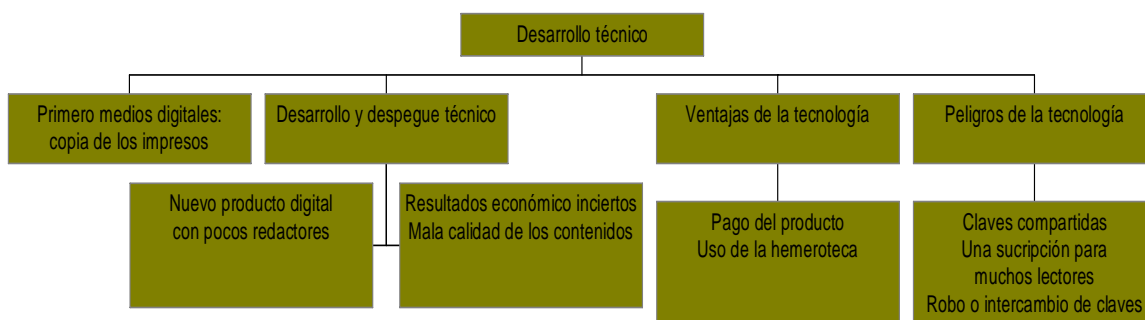 Desarrollo técnico
Primero medios digitales:
copia de los impresos
Desarrollo y despegue técnico
Ventajas de la tecnología
Peligros de la tecnología
Nuevo producto digital
con pocos redactores
Resultados económico inciertos
Mala calidad de los contenidos
Pago del producto
Uso de la hemeroteca
Claves compartidas
Una sucripción para
muchos lectores
Robo o intercambio de claves